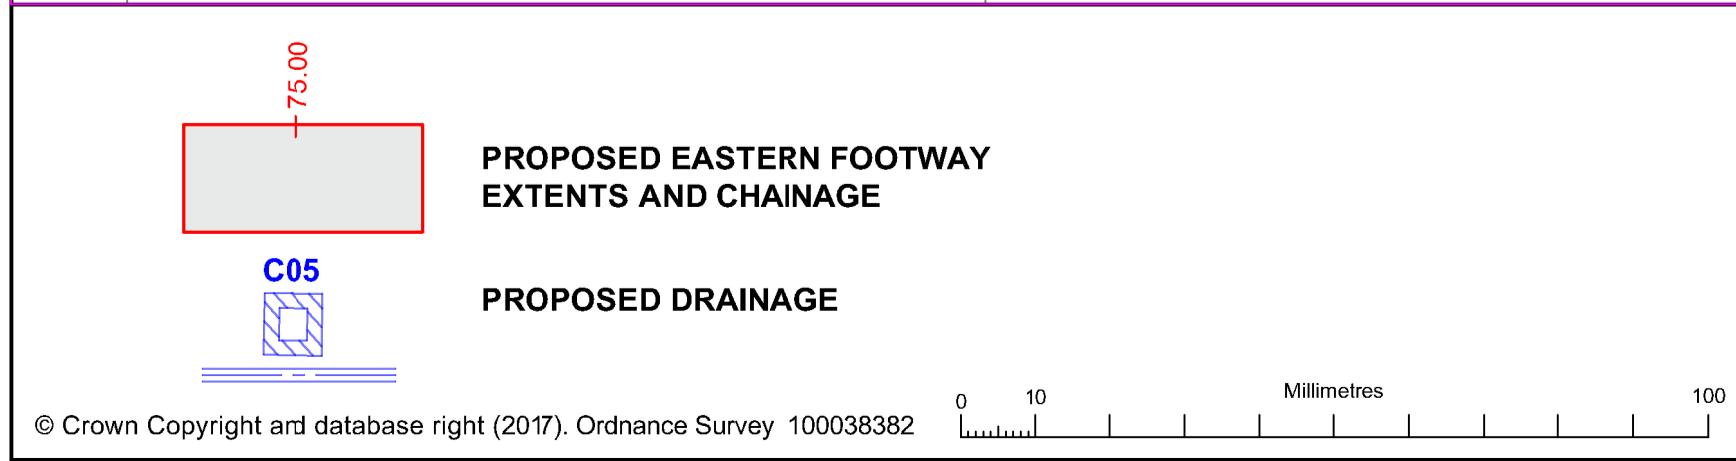 75.00
PROPOSED EASTERN FOOTWAY
EXTENTS AND CHAINAGE
C05
PROPOSED DRAINAGE
© Crown Copyright and database right (2017). Ordnance Survey 100038382
0 10 Millimetres 100